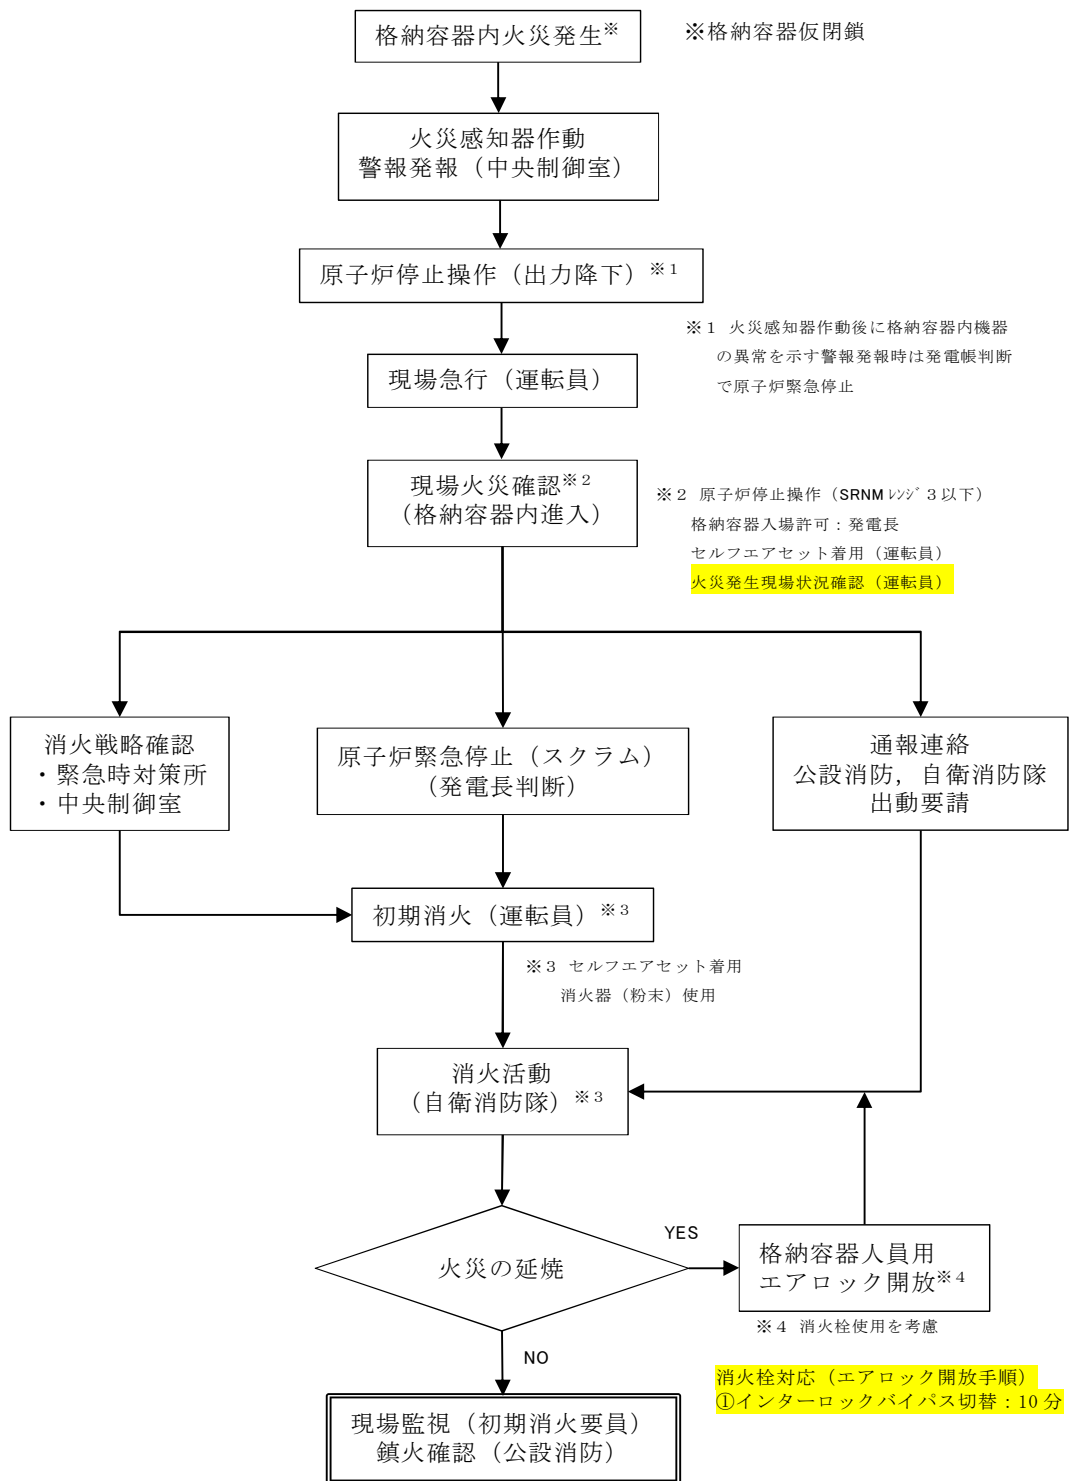 格納容器内火災発生※
※格納容器仮閉鎖
火災感知器作動
警報発報（中央制御室）
原子炉停止操作（出力降下）※1
※1 火災感知器作動後に格納容器内機器
の異常を示す警報発報時は発電帳判断
で原子炉緊急停止
現場急行（運転員）
現場火災確認※2
（格納容器内進入）
※2 原子炉停止操作（SRNMﾚﾝｼﾞ3以下）
格納容器入場許可：発電長
セルフエアセット着用（運転員）
火災発生現場状況確認（運転員）
消火戦略確認
・緊急時対策所
・中央制御室
原子炉緊急停止（スクラム）
（発電長判断）
通報連絡
公設消防，自衛消防隊
出動要請
初期消火（運転員）※3
※3 セルフエアセット着用
消火器（粉末）使用
消火活動
（自衛消防隊）※3
火災の延焼
YES
格納容器人員用
エアロック開放※4
※4 消火栓使用を考慮
NO
消火栓対応（エアロック開放手順）
①インターロックバイパス切替：10分
現場監視（初期消火要員）
鎮火確認（公設消防）